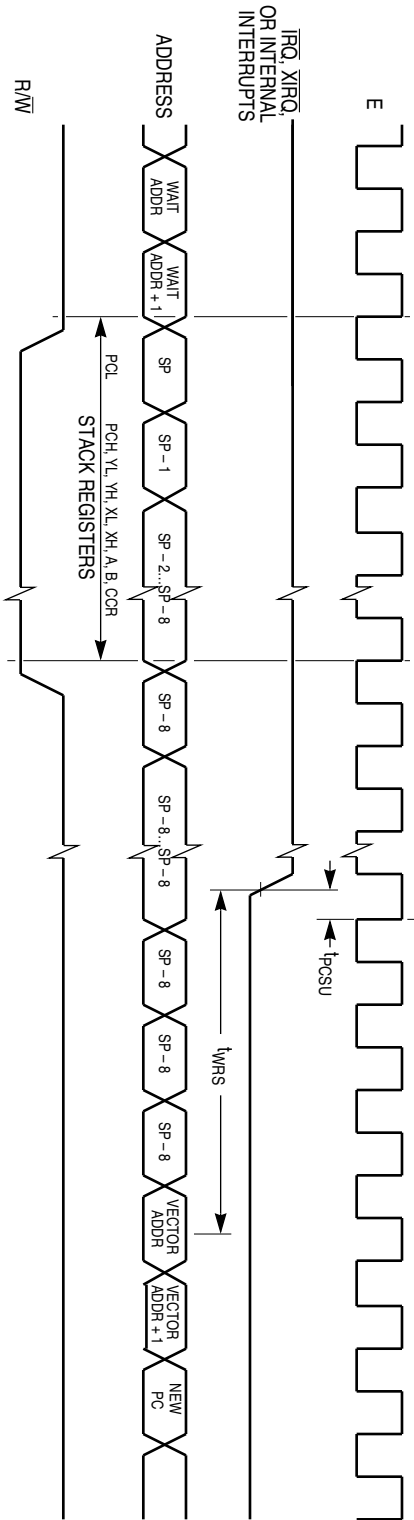 E
I̅R̅Q̅, X̅I̅R̅Q̅,
OR INTERNAL
INTERRUPTS
tPCSU
tWRS
ADDRESS
WAIT
ADDR
WAIT
ADDR + 1
SP
SP – 1
SP – 2...SP – 8
SP – 8
SP – 8...SP – 8
SP – 8
SP – 8
SP – 8
VECTOR
ADDR
VECTOR
ADDR + 1
NEW
PC
PCL
PCH, YL, YH, XL, XH, A, B, CCR
STACK REGISTERS
R/W̅